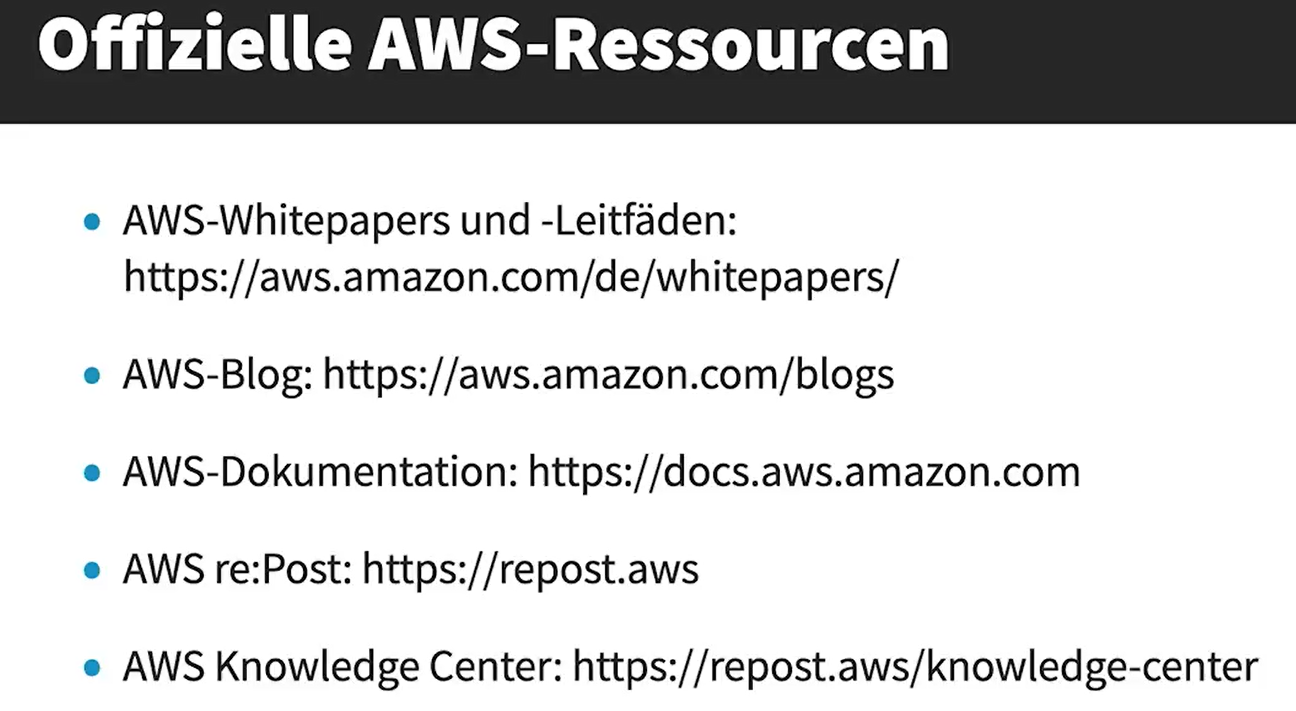 Offizielle AWS-Ressourcen
AWS-Whitepapers und -Leitfäden:
https://aws.amazon.com/de/whitepapers/
AWS-Blog: https://aws.amazon.com/blogs
AWS-Dokumentation: https://docs.aws.amazon.com
AWS re:Post: https://repost.aws
AWS Knowledge Center: https://repost.aws/knowledge-center